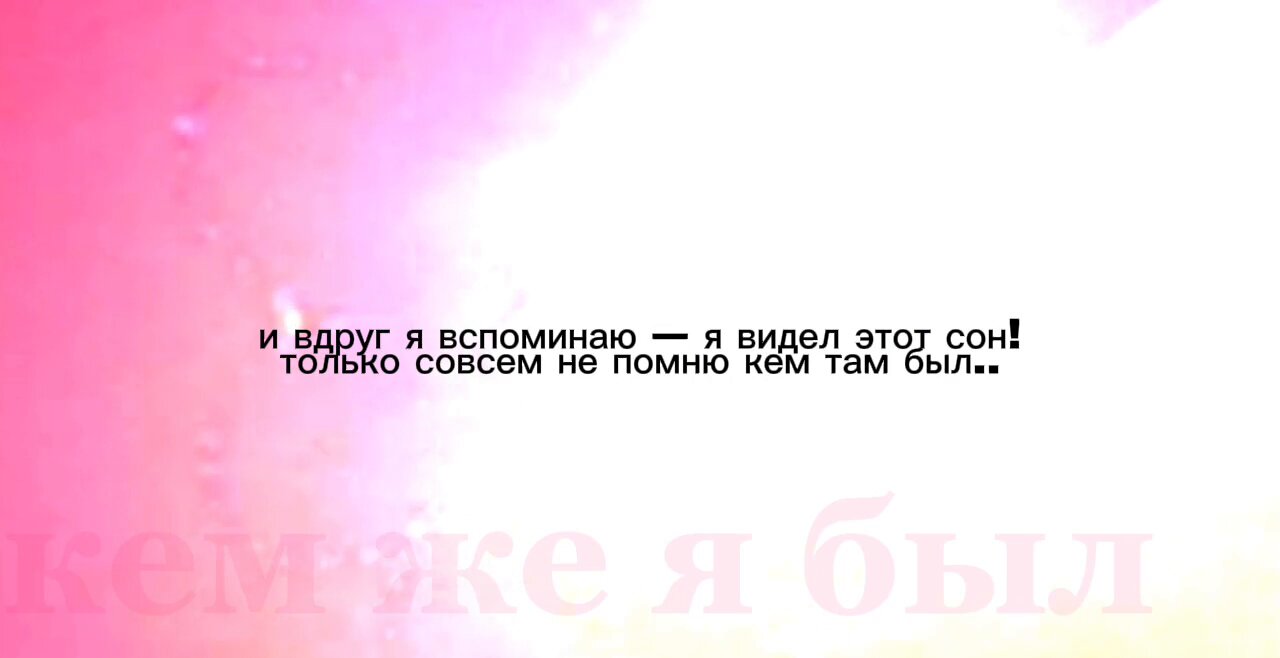 и вдруг я вспоминаю — я видел этот сон!
только совсем не помню кем там был..
кем же я был